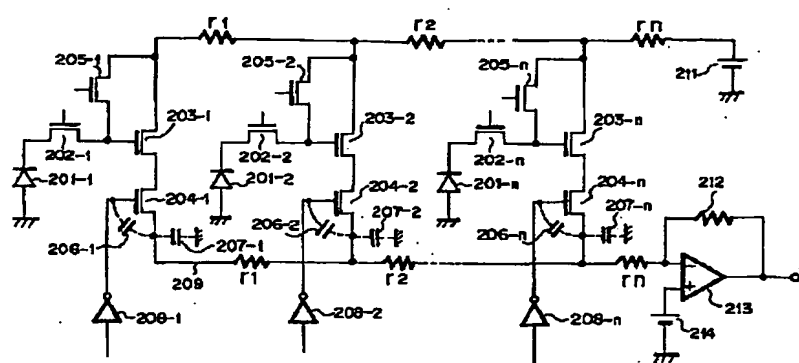 r1
r2
rn
205-1
205-2
205-n
211
203-1
203-2
203-n
202-1
202-2
202-n
201-1
201-2
201-n
204-1
204-2
204-n
212
206-1
206-2
206-n
207-1
207-2
207-n
209
r1
r2
rn
−
+
213
214
208-1
208-2
208-n